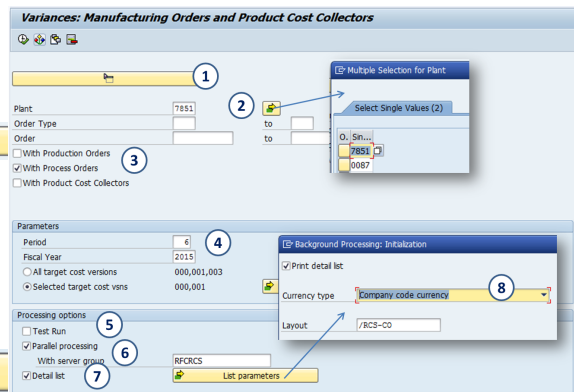 Variances: Manufacturing Orders and Product Cost Collectors
1
Multiple Selection for Plant
Plant 7851 2
Select Single Values (2)
Order Type to
Order to
O. Sin...
7851
0087
With Production Orders
3
With Process Orders
With Product Cost Collectors
Parameters
Period 6 4
Fiscal Year 2015
All target cost versions 000,001,003
Selected target cost vsns 000,001
Background Processing: Initialization
Print detail list
Currency type Company code currency 8
Layout /RCS-CO
Processing options
Test Run 5
Parallel processing 6
With server group RFCRCS
Detail list 7 List parameters